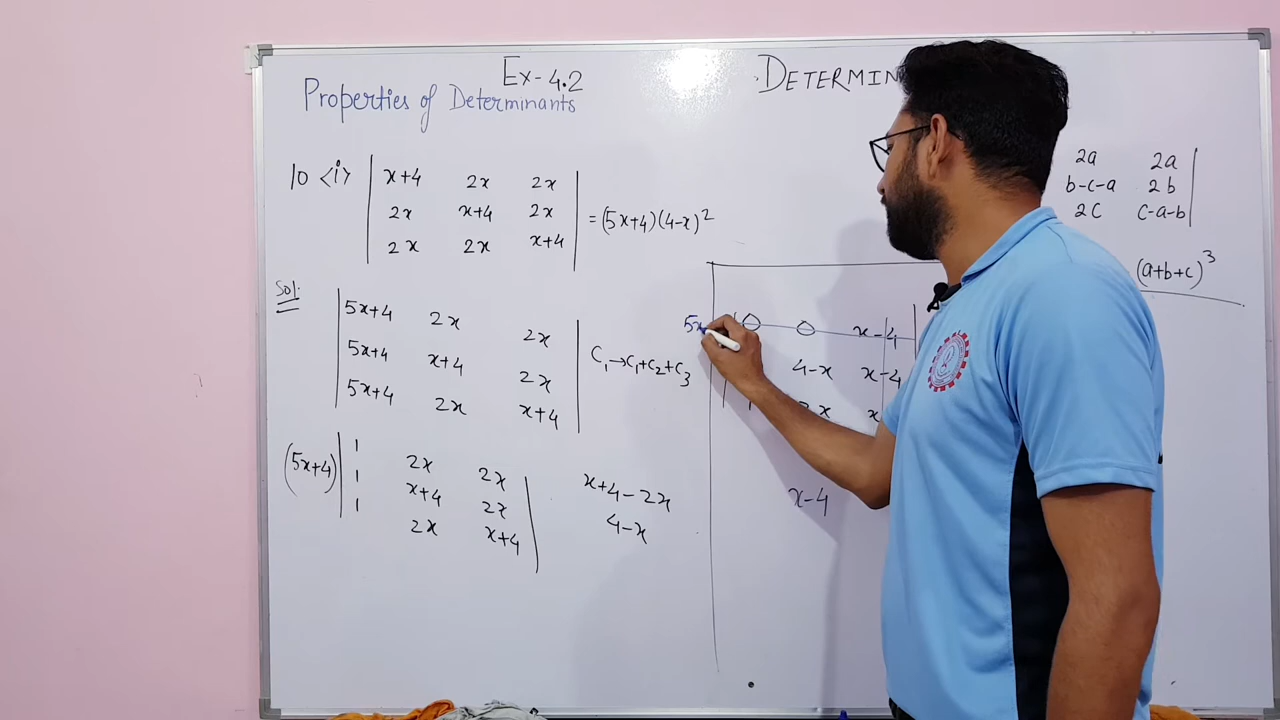 Ex-4.2
DETERMIN
Properties of Determinants
10 <i> | x+4 2x 2x |
| 2x x+4 2x | = (5x+4)(4-x)²
| 2x 2x x+4 |
Sol:
| 5x+4 2x 2x |
| 5x+4 x+4 2x | C₁→C₁+C₂+C₃
| 5x+4 2x x+4 |
(5x+4) | 1 2x 2x |
| 1 x+4 2x |
| 1 2x x+4 |
x+4-2x
4-x
5x | 0 0 x-4 |
4-x x-4
1 x
x-4
2a 2a |
b-c-a 2b |
2c c-a-b |
(a+b+c)³